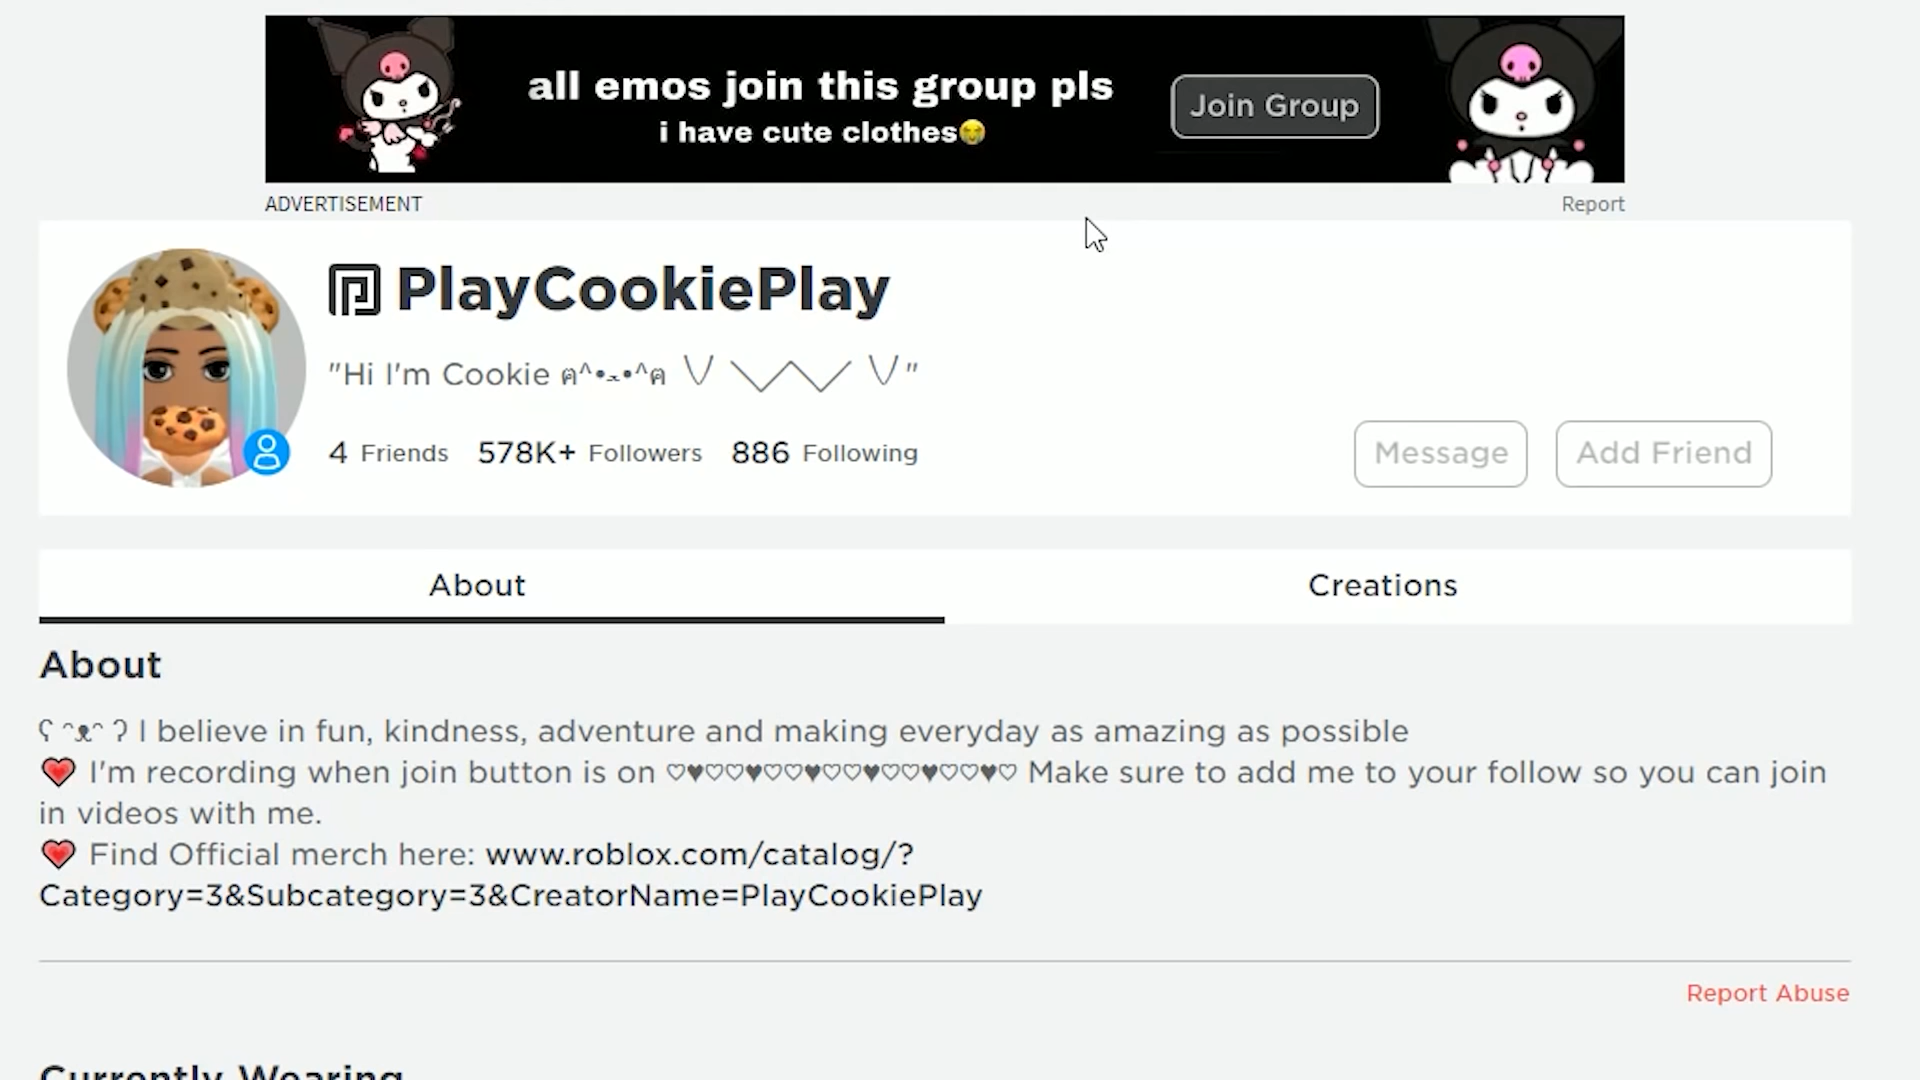 all emos join this group pls
i have cute clothes😭
Join Group
ADVERTISEMENT
Report
PlayCookiePlay
"Hi I'm Cookie ฅ^•ﻌ•^ฅ \/ \/\/ \/"
4 Friends 578K+ Followers 886 Following
Message
Add Friend
About
Creations
About
ʕ ᵔᴥᵔ ʔ I believe in fun, kindness, adventure and making everyday as amazing as possible
❤️ I'm recording when join button is on ♡♥♡♡♥♡♡♥♡♡♥♡♡♥♡♡♥♡ Make sure to add me to your follow so you can join
in videos with me.
❤️ Find Official merch here: www.roblox.com/catalog/?
Category=3&Subcategory=3&CreatorName=PlayCookiePlay
Report Abuse
Currently Wearing